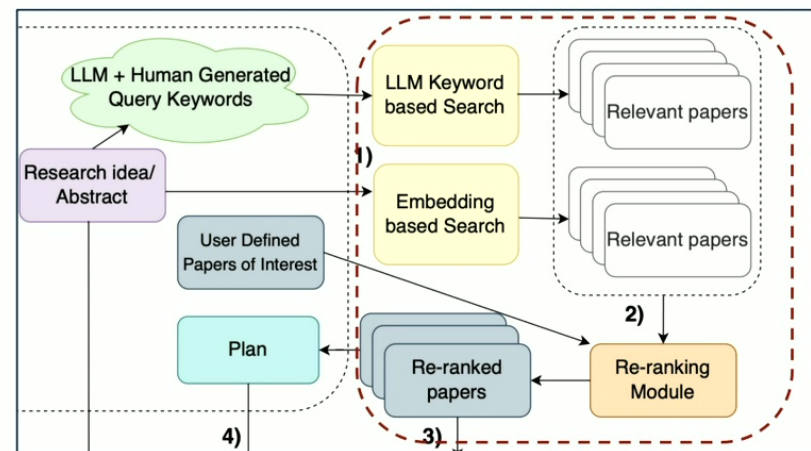 LLM + Human Generated
Query Keywords
LLM Keyword
based Search
Relevant papers
1)
Research idea/
Abstract
Embedding
based Search
Relevant papers
User Defined
Papers of Interest
2)
Plan
Re-ranked
papers
Re-ranking
Module
4)
3)